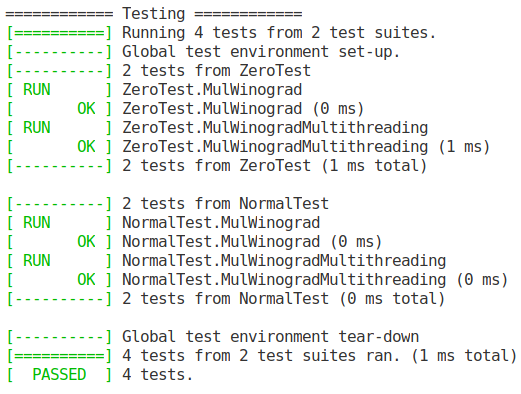 ============ Testing ============
[==========] Running 4 tests from 2 test suites.
[----------] Global test environment set-up.
[----------] 2 tests from ZeroTest
[ RUN      ] ZeroTest.MulWinograd
[       OK ] ZeroTest.MulWinograd (0 ms)
[ RUN      ] ZeroTest.MulWinogradMultithreading
[       OK ] ZeroTest.MulWinogradMultithreading (1 ms)
[----------] 2 tests from ZeroTest (1 ms total)

[----------] 2 tests from NormalTest
[ RUN      ] NormalTest.MulWinograd
[       OK ] NormalTest.MulWinograd (0 ms)
[ RUN      ] NormalTest.MulWinogradMultithreading
[       OK ] NormalTest.MulWinogradMultithreading (0 ms)
[----------] 2 tests from NormalTest (0 ms total)

[----------] Global test environment tear-down
[==========] 4 tests from 2 test suites ran. (1 ms total)
[  PASSED  ] 4 tests.